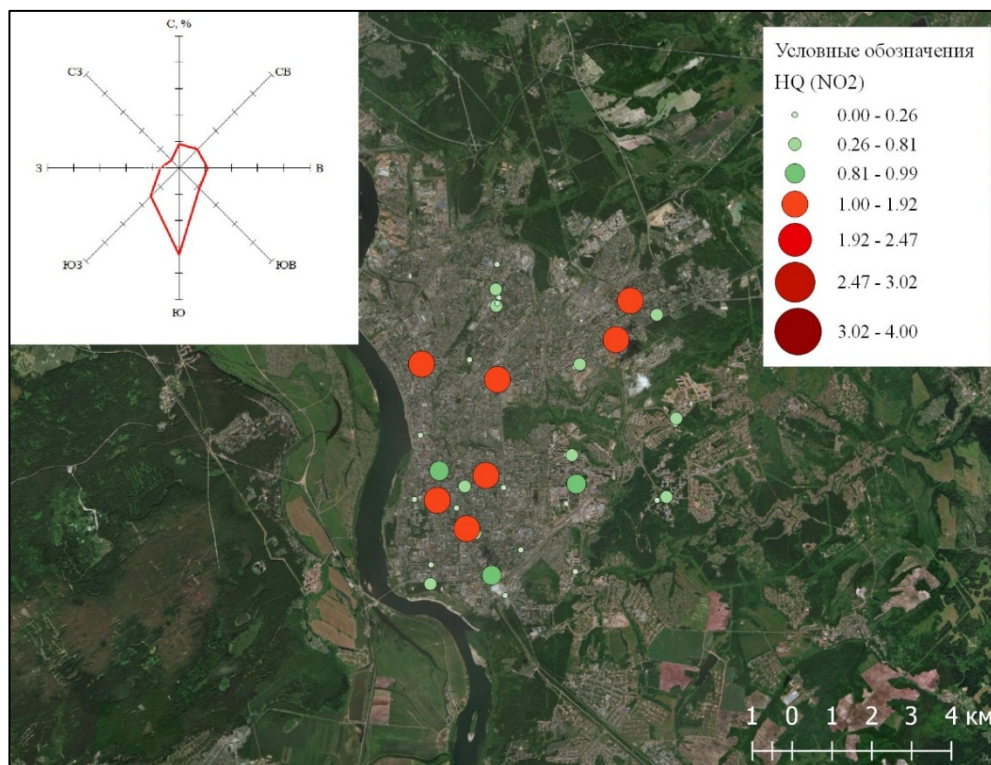 С, %
СЗ
СВ
З
В
ЮЗ
ЮВ
Ю
Условные обозначения
HQ (NO2)
0.00 - 0.26
0.26 - 0.81
0.81 - 0.99
1.00 - 1.92
1.92 - 2.47
2.47 - 3.02
3.02 - 4.00
1 0 1 2 3 4 км